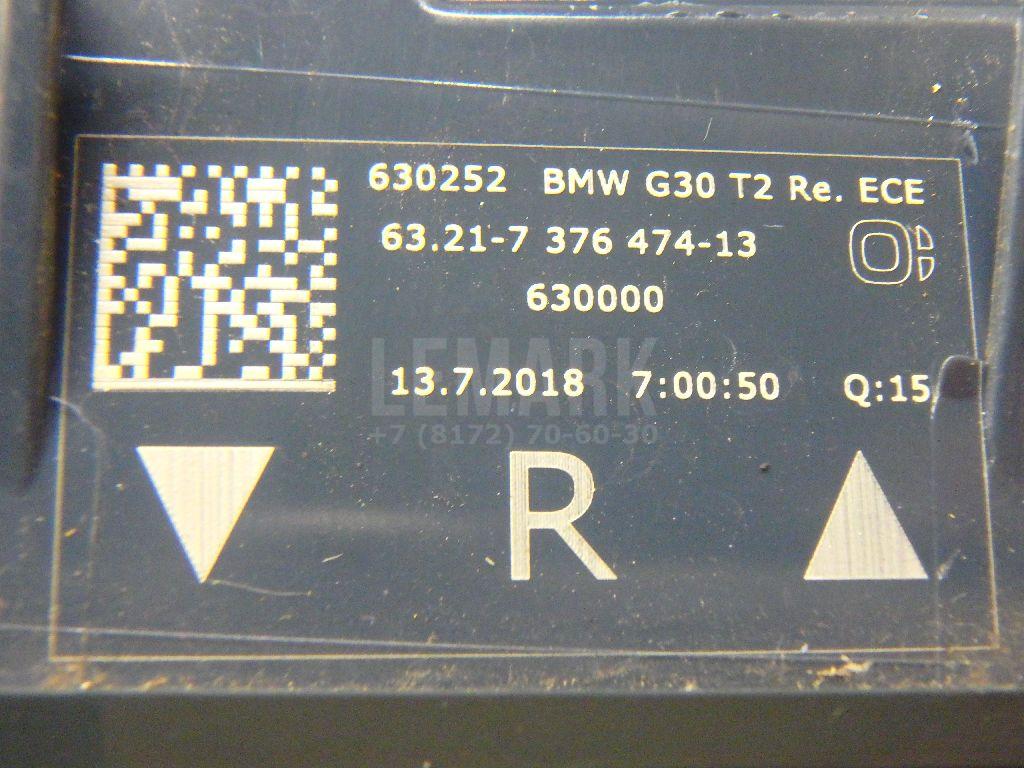 630252 BMW G30 T2 Re. ECE
63.21-7 376 474-13
630000
13.7.2018 7:00:50 Q:15
LEMARK
+7 (8172) 70-60-30
R